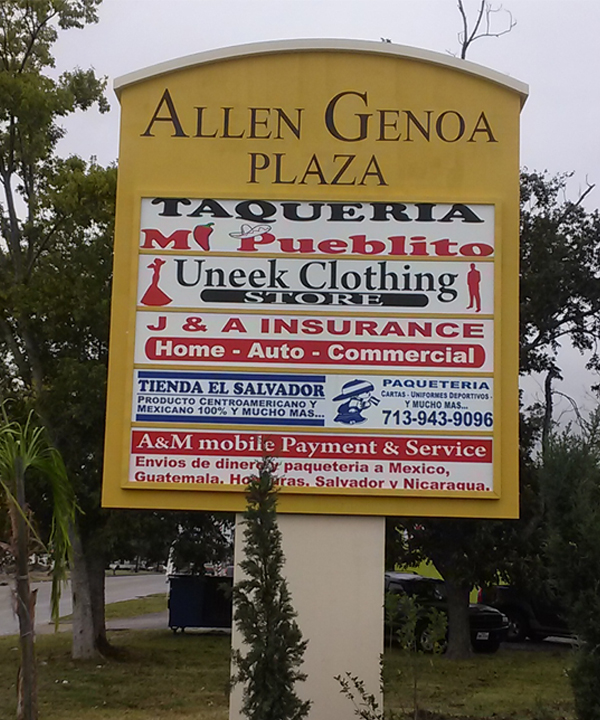 ALLEN GENOA
PLAZA
TAQUERIA
Mi Pueblito
Uneek Clothing
STORE
J & A INSURANCE
Home - Auto - Commercial
TIENDA EL SALVADOR
PRODUCTO CENTROAMERICANO Y
MEXICANO 100% Y MUCHO MAS...
PAQUETERIA
CARTAS - UNIFORMES DEPORTIVOS -
Y MUCHO MAS...
713-943-9096
A&M mobile Payment & Service
Envios de dinero y paqueteria a Mexico,
Guatemala, Honduras, Salvador y Nicaragua.